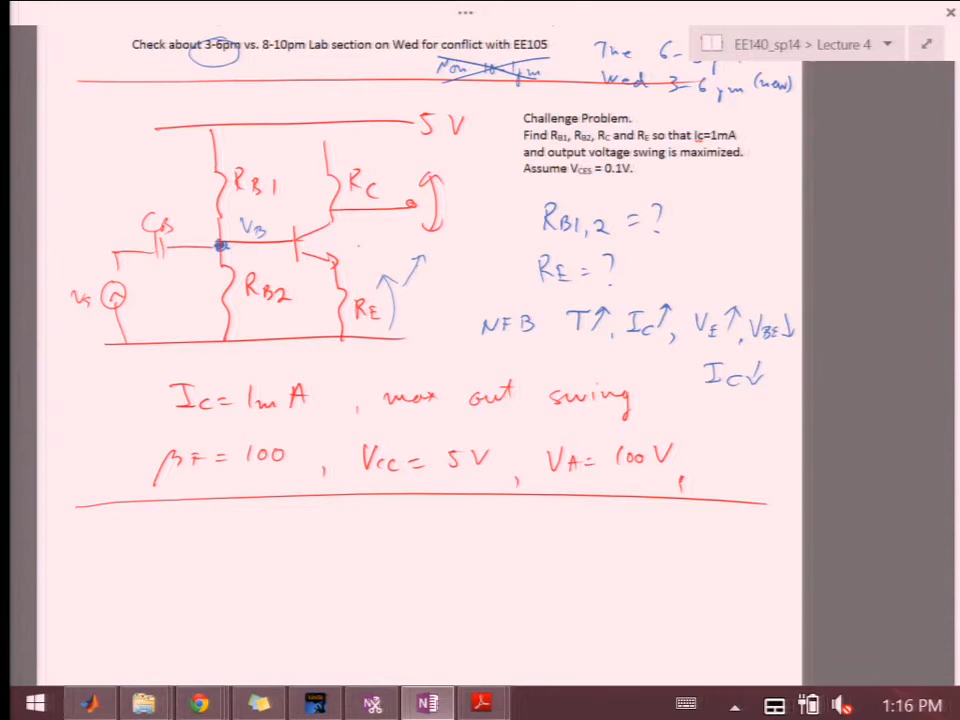 Check about 3-6pm vs. 8-10pm Lab section on Wed for conflict with EE105
EE140_sp14 > Lecture 4
Wed 3-6pm (new)
Challenge Problem.
Find RB1, RB2, RC and RE so that Ic=1mA
and output voltage swing is maximized.
Assume VCES = 0.1V.
5 V
RB1
RC
CB
VB
RB1,2 = ?
RE = ?
vs
RB2
RE
NFB T↑, IC↑, VE↑, VBE↓
IC↓
IC = 1mA , max out swing
βF = 100 , VCC = 5V , VA = 100V ,
1:16 PM